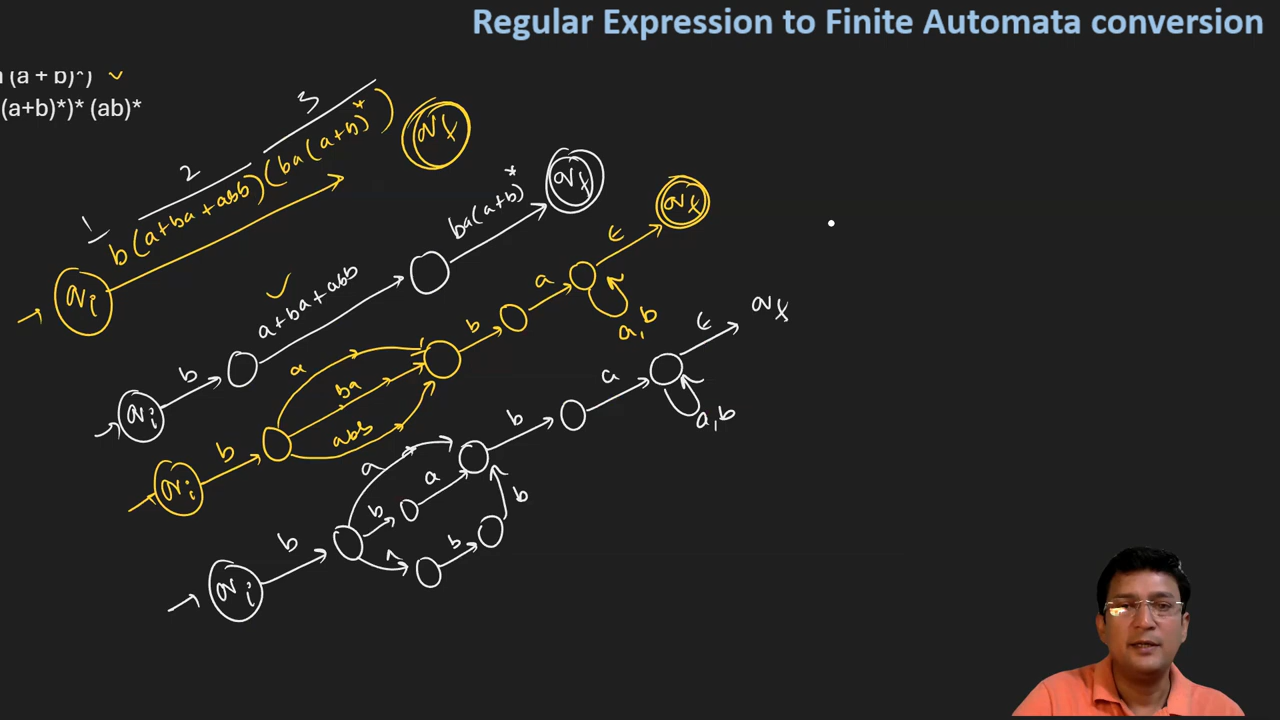 Regular Expression to Finite Automata conversion
(a + b)*) ✓
(a+b)*)* (ab)*
1 2 3
b(a+ba+abb)(ba(a+b)*)
qi
qf
b
a+ba+abb
✓
ba(a+b)*
qi
qf
b
a
ba
abb
b
a
a,b
ε
qi
qf
b
a
b
a
a
b
b
b
a
a,b
ε
qi
qf